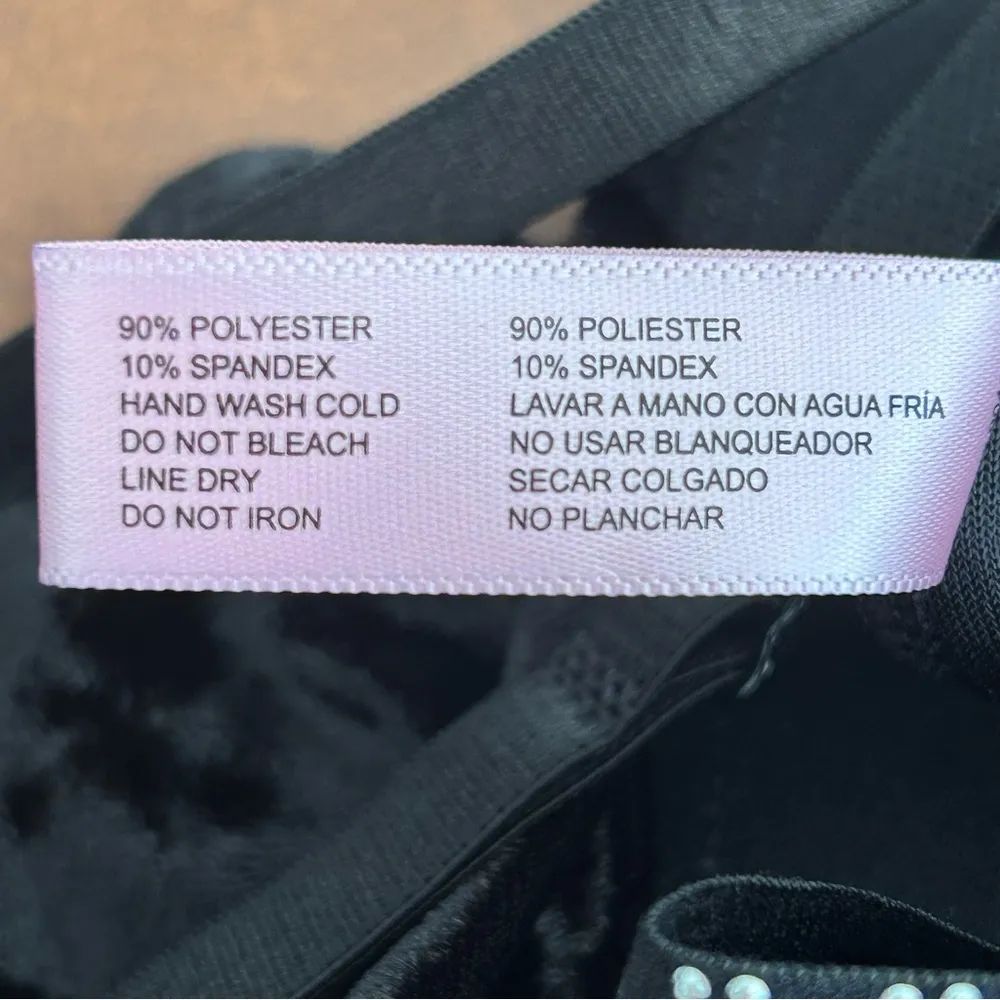 90% POLYESTER
10% SPANDEX
HAND WASH COLD
DO NOT BLEACH
LINE DRY
DO NOT IRON
90% POLIESTER
10% SPANDEX
LAVAR A MANO CON AGUA FRÍA
NO USAR BLANQUEADOR
SECAR COLGADO
NO PLANCHAR